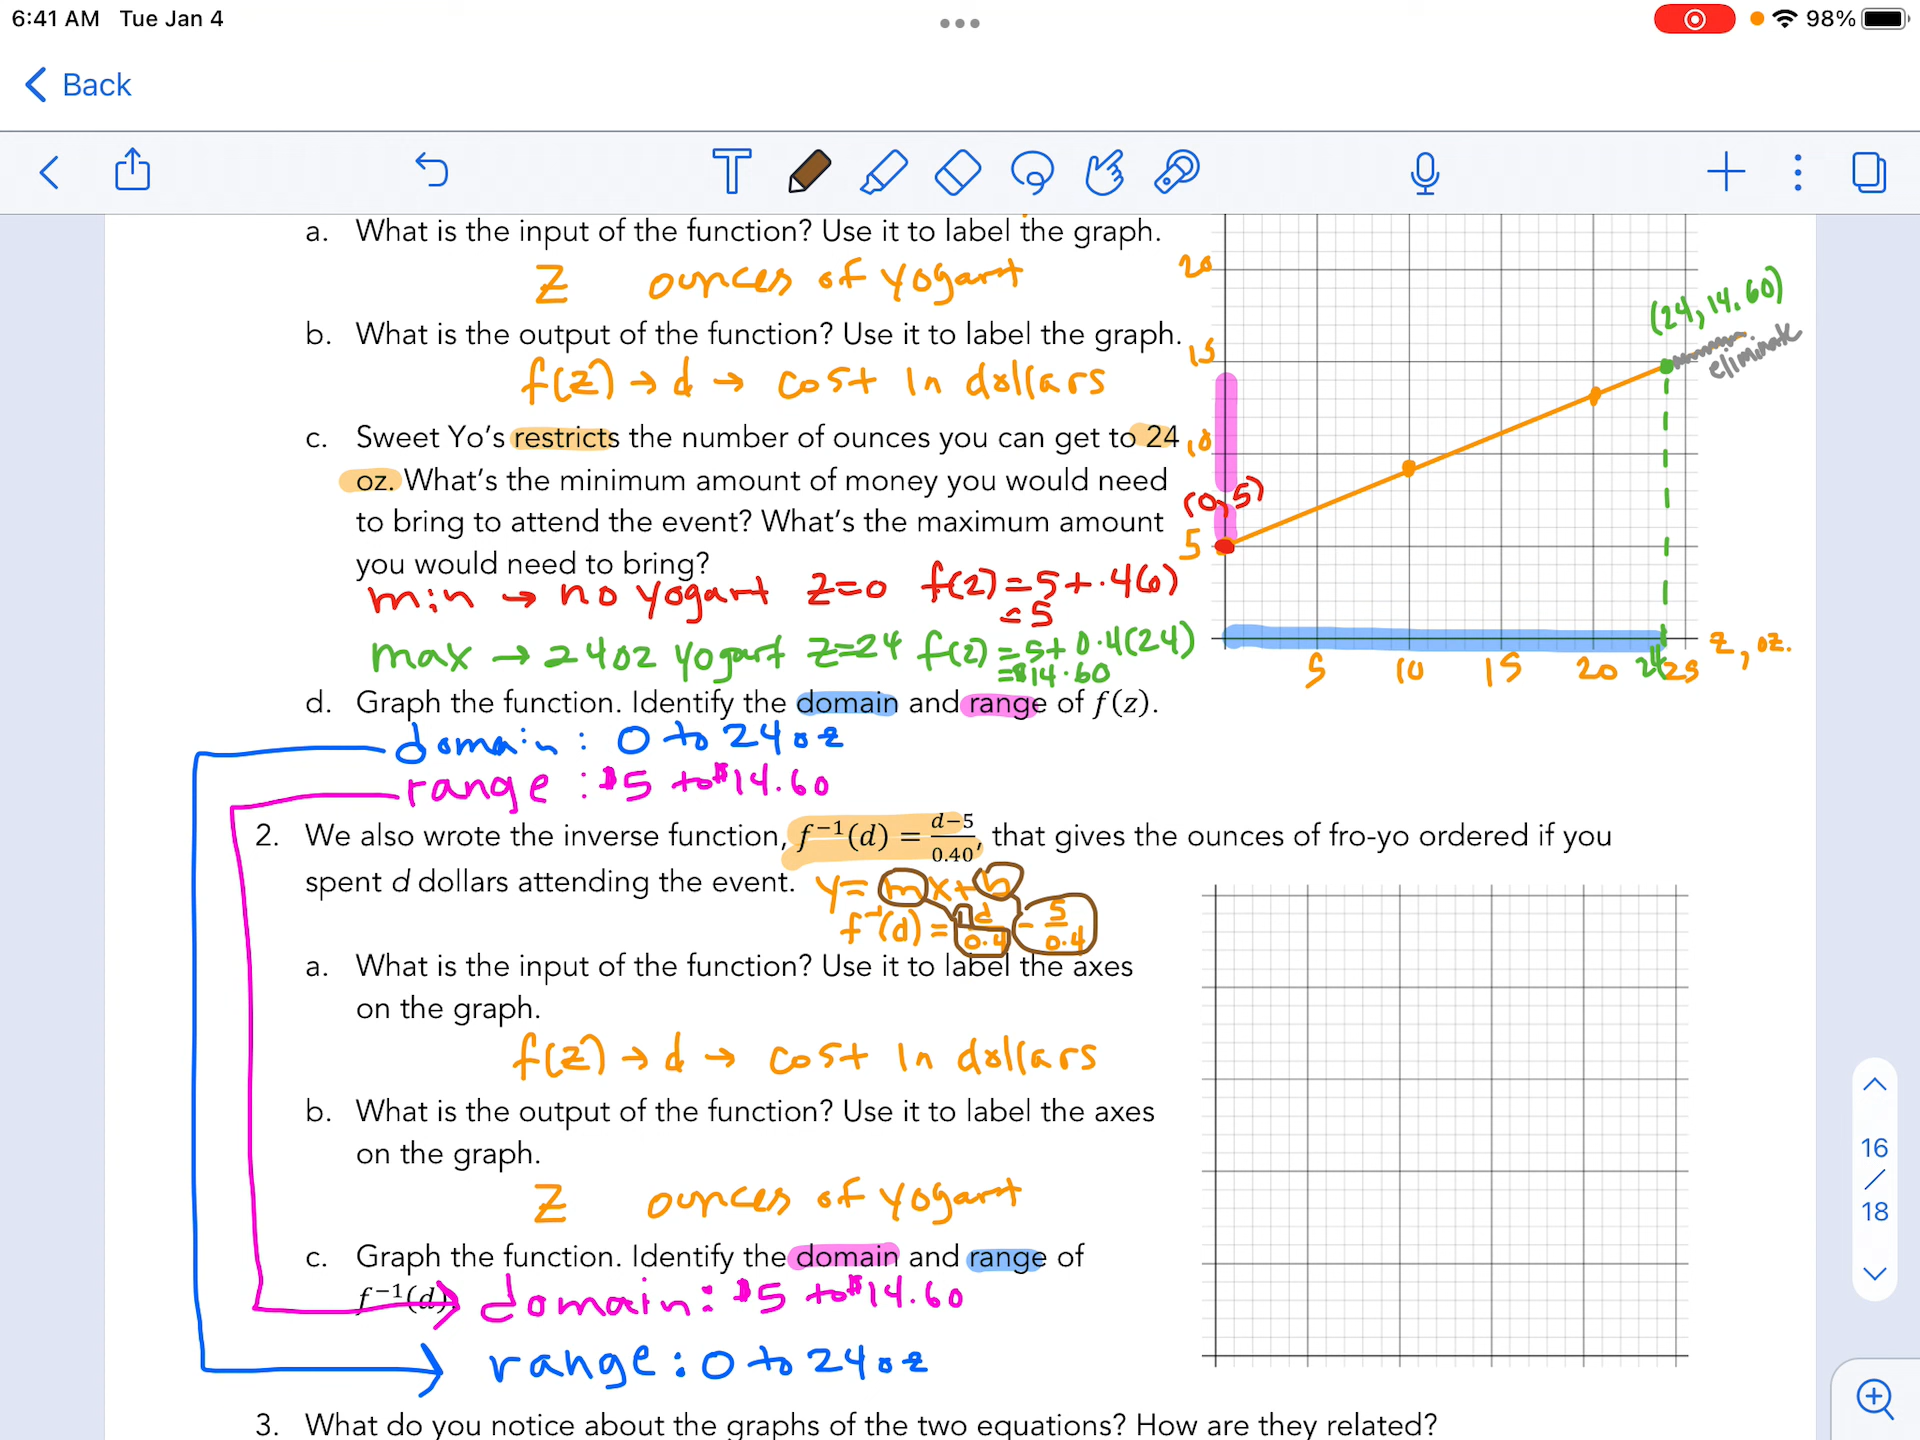 6:41 AM Tue Jan 4
98%
Back
a. What is the input of the function? Use it to label the graph.
z ounces of yogart
b. What is the output of the function? Use it to label the graph.
f(z) → d → cost in dollars
c. Sweet Yo's restricts the number of ounces you can get to 24
oz. What's the minimum amount of money you would need
to bring to attend the event? What's the maximum amount
you would need to bring?
min → no yogart z=0 f(z)=5+.4(0)
=5
max → 24oz yogart z=24 f(z)=5+0.4(24)
=$14.60
d. Graph the function. Identify the domain and range of f(z).
domain: 0 to 24oz
range: $5 to $14.60
20
15
10
5
(0,5)
(24, 14.60)
eliminate
5 10 15 20 24 25 z, oz.
2. We also wrote the inverse function, f⁻¹(d) = d−5/0.40, that gives the ounces of fro-yo ordered if you
spent d dollars attending the event.
y= mx+b
f⁻¹(d) = 1d/0.4 - 5/0.4
a. What is the input of the function? Use it to label the axes
on the graph.
f(z) → d → cost in dollars
b. What is the output of the function? Use it to label the axes
on the graph.
z ounces of yogart
c. Graph the function. Identify the domain and range of
f⁻¹(d).
domain: $5 to $14.60
range: 0 to 24oz
3. What do you notice about the graphs of the two equations? How are they related?
16
/
18